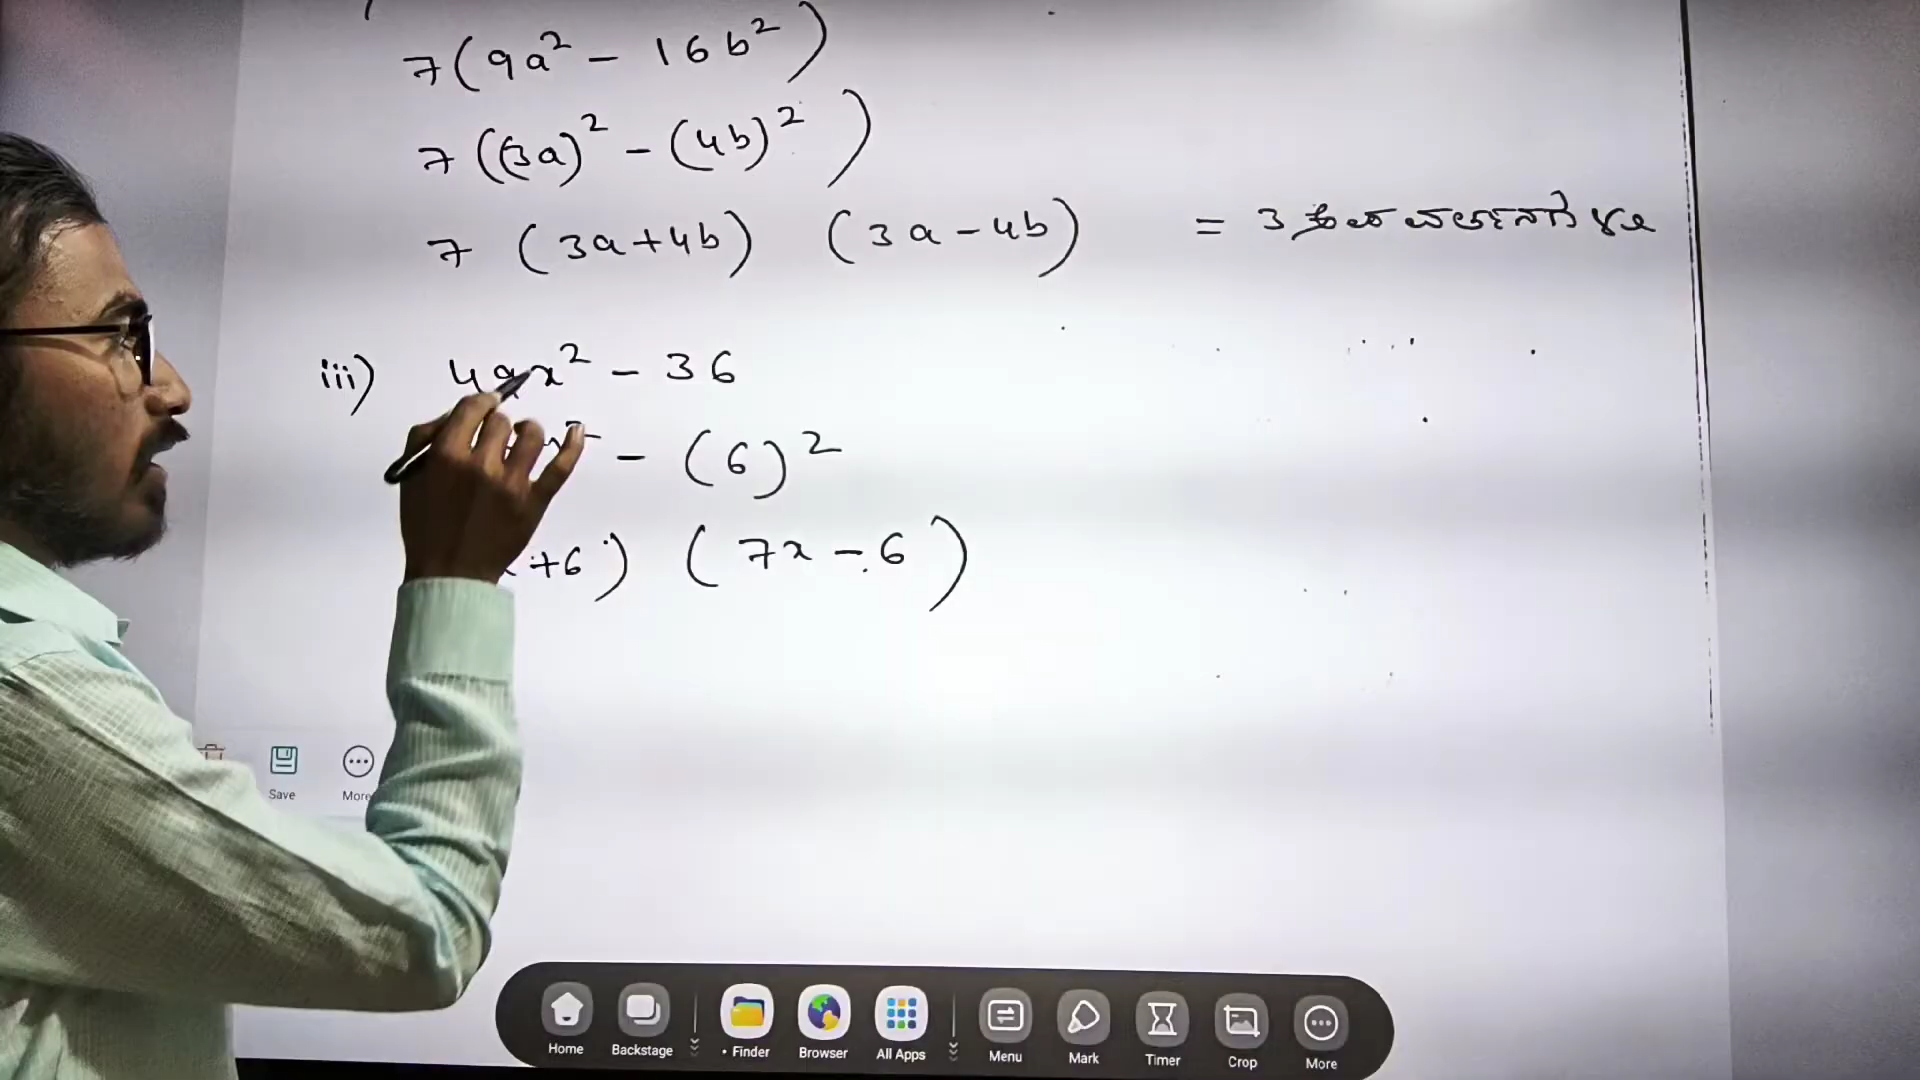 7(9a² - 16b²)
7((3a)² - (4b)²)
7 (3a+4b) (3a-4b) = 3
iii) 49x² - 36
- (6)²
+6) (7x - 6)
Save
More
Home
Backstage
• Finder
Browser
All Apps
Menu
Mark
Timer
Crop
More